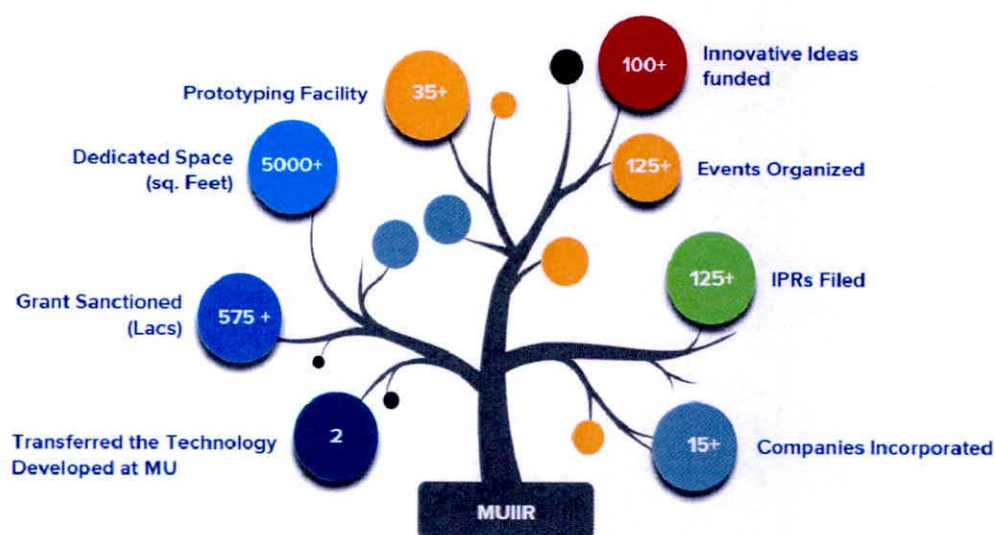 100+
Innovative Ideas
funded
Prototyping Facility
35+
Dedicated Space
(sq. Feet)
5000+
125+
Events Organized
Grant Sanctioned
(Lacs)
575 +
125+
IPRs Filed
Transferred the Technology
Developed at MU
2
15+
Companies Incorporated
MUIIR